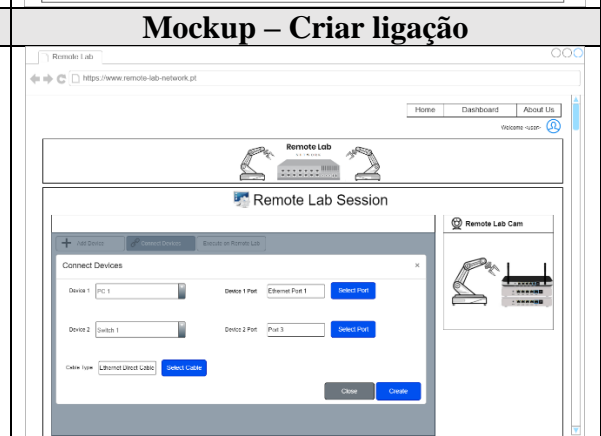 Mockup – Criar ligação
Remote Lab
https://www.remote-lab-network.pt
Home Dashboard About Us
Welcome <user>
Remote Lab
Remote Lab Session
Remote Lab Cam
Add Device Connect Devices Execute on Remote Lab
Connect Devices ×
Device 1 PC 1 Device 1 Port Ethernet Port 1 Select Port
Device 2 Switch 1 Device 2 Port Port 3 Select Port
Cable Type Ethernet Direct Cable Select Cable
Close Create